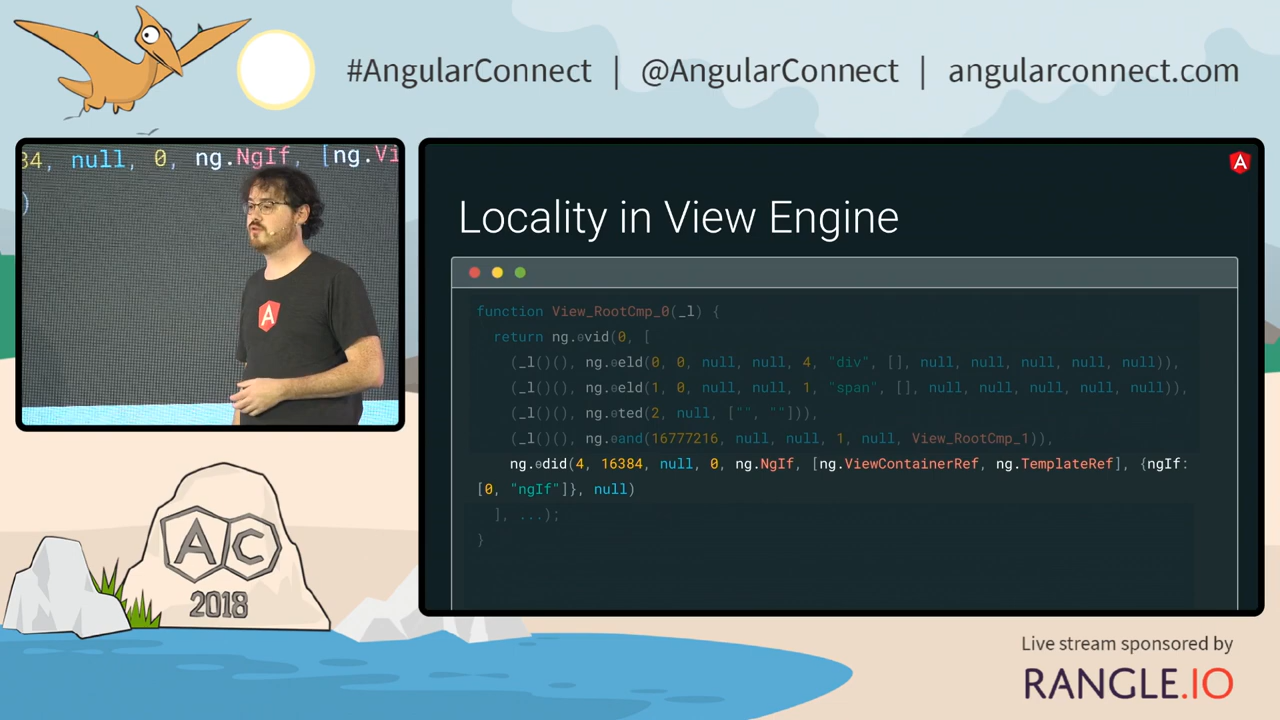 #AngularConnect | @AngularConnect | angularconnect.com
34, null, 0, ng.NgIf, [ng.Vi
)
A
A
Locality in View Engine
function View_RootCmp_0(_l) {
return ng.ɵvid(0, [
(_l()(), ng.ɵeld(0, 0, null, null, 4, "div", [], null, null, null, null, null)),
(_l()(), ng.ɵeld(1, 0, null, null, 1, "span", [], null, null, null, null, null)),
(_l()(), ng.ɵted(2, null, ["", ""])),
(_l()(), ng.ɵand(16777216, null, null, 1, null, View_RootCmp_1)),
ng.ɵdid(4, 16384, null, 0, ng.NgIf, [ng.ViewContainerRef, ng.TemplateRef], {ngIf:
[0, "ngIf"]}, null)
], ...);
}
AC
2018
Live stream sponsored by
RANGLE.IO